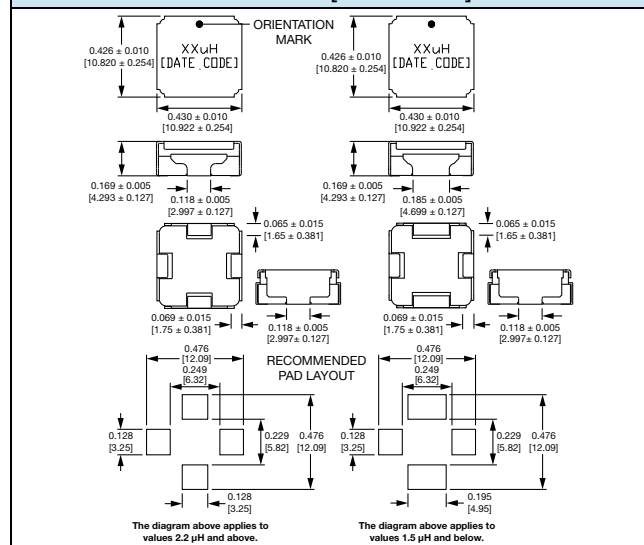 ORIENTATION
MARK
XXuH
[DATE CODE]
0.426 ± 0.010
[10.820 ± 0.254]
0.430 ± 0.010
[10.922 ± 0.254]
0.169 ± 0.005
[4.293 ± 0.127]
0.118 ± 0.005
[2.997 ± 0.127]
0.065 ± 0.015
[1.65 ± 0.381]
0.069 ± 0.015
[1.75 ± 0.381]
0.118 ± 0.005
[2.997± 0.127]
XXuH
[DATE CODE]
0.426 ± 0.010
[10.820 ± 0.254]
0.430 ± 0.010
[10.922 ± 0.254]
0.169 ± 0.005
[4.293 ± 0.127]
0.185 ± 0.005
[4.699 ± 0.127]
0.065 ± 0.015
[1.65 ± 0.381]
0.069 ± 0.015
[1.75 ± 0.381]
0.118 ± 0.005
[2.997± 0.127]
RECOMMENDED
PAD LAYOUT
0.476
[12.09]
0.249
[6.32]
0.128
[3.25]
0.229
[5.82]
0.476
[12.09]
0.128
[3.25]
The diagram above applies to
values 2.2 µH and above.
0.476
[12.09]
0.249
[6.32]
0.128
[3.25]
0.229
[5.82]
0.476
[12.09]
0.195
[4.95]
The diagram above applies to
values 1.5 µH and below.